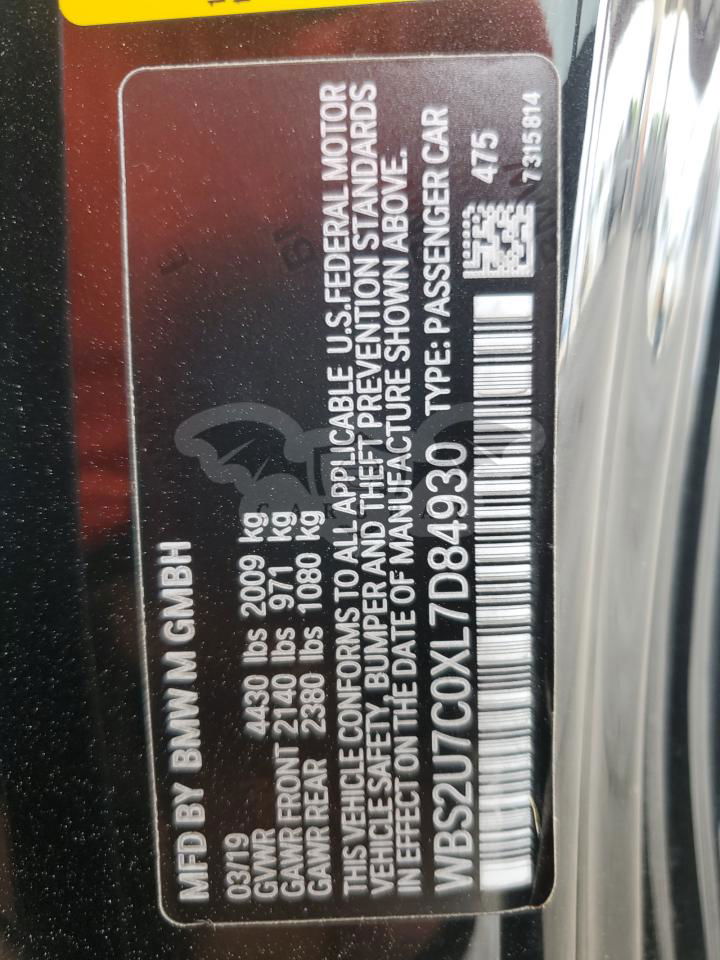 MFD BY BMW M GMBH
03/19
GVWR 4430 lbs 2009 kg
GAWR FRONT 2140 lbs 971 kg
GAWR REAR 2380 lbs 1080 kg
THIS VEHICLE CONFORMS TO ALL APPLICABLE U.S.FEDERAL MOTOR
VEHICLE SAFETY, BUMPER AND THEFT PREVENTION STANDARDS
IN EFFECT ON THE DATE OF MANUFACTURE SHOWN ABOVE.
WBS2U7C0XL7D84930 TYPE: PASSENGER CAR
475
7315814